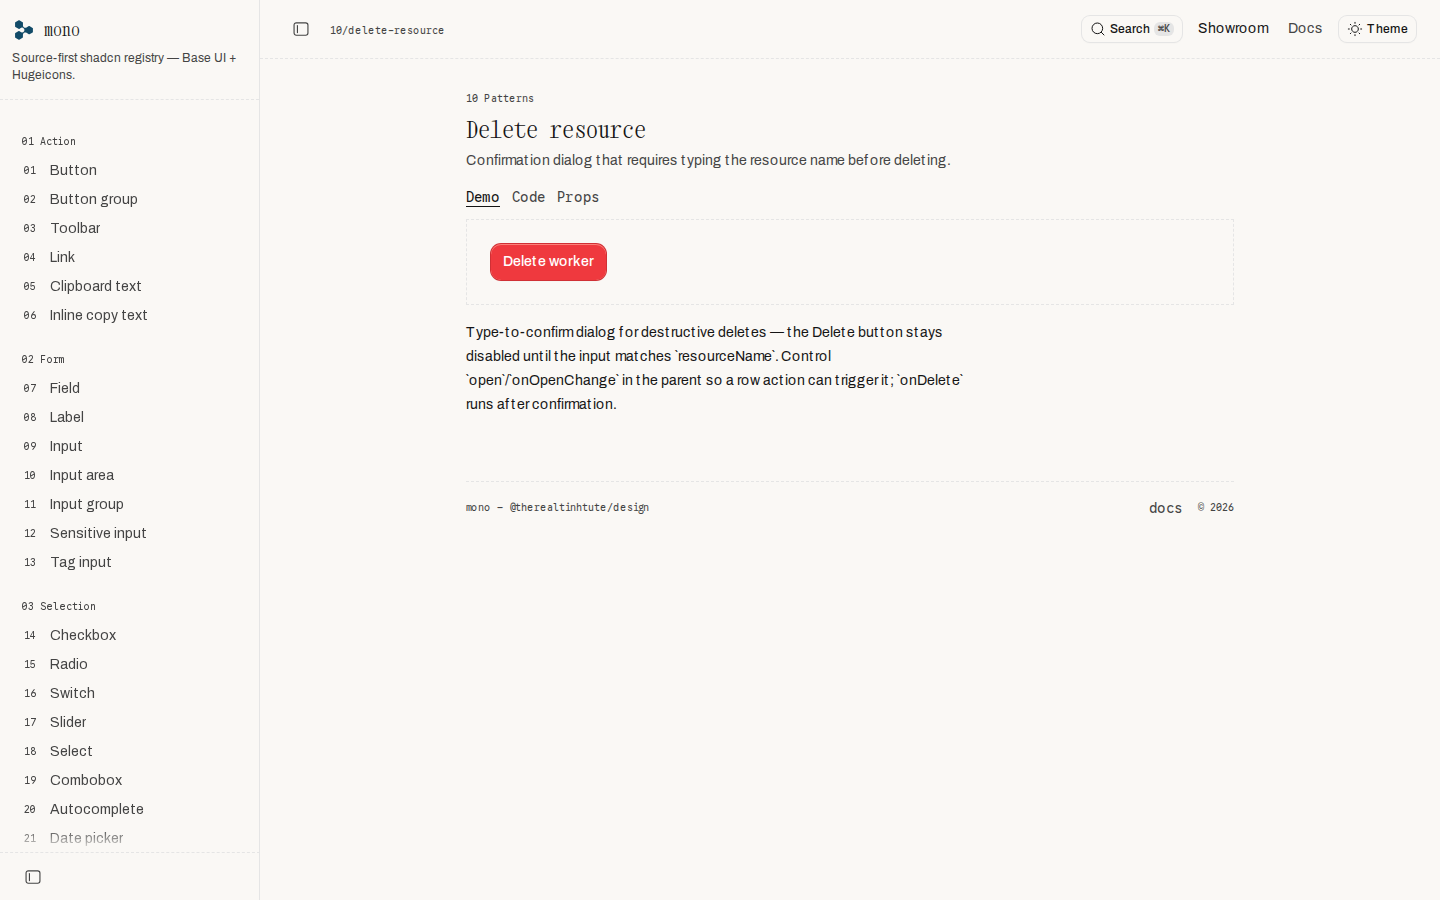 mono
Source-first shadcn registry — Base UI +
Hugeicons.
01 Action
01 Button
02 Button group
03 Toolbar
04 Link
05 Clipboard text
06 Inline copy text
02 Form
07 Field
08 Label
09 Input
10 Input area
11 Input group
12 Sensitive input
13 Tag input
03 Selection
14 Checkbox
15 Radio
16 Switch
17 Slider
18 Select
19 Combobox
20 Autocomplete
21 Date picker
10/delete-resource
Search ⌘K
Showroom
Docs
Theme
10 Patterns
Delete resource
Confirmation dialog that requires typing the resource name before deleting.
Demo Code Props
Delete worker
Type-to-confirm dialog for destructive deletes — the Delete button stays
disabled until the input matches `resourceName`. Control
`open`/`onOpenChange` in the parent so a row action can trigger it; `onDelete`
runs after confirmation.
mono — @therealtinhtute/design
docs © 2026